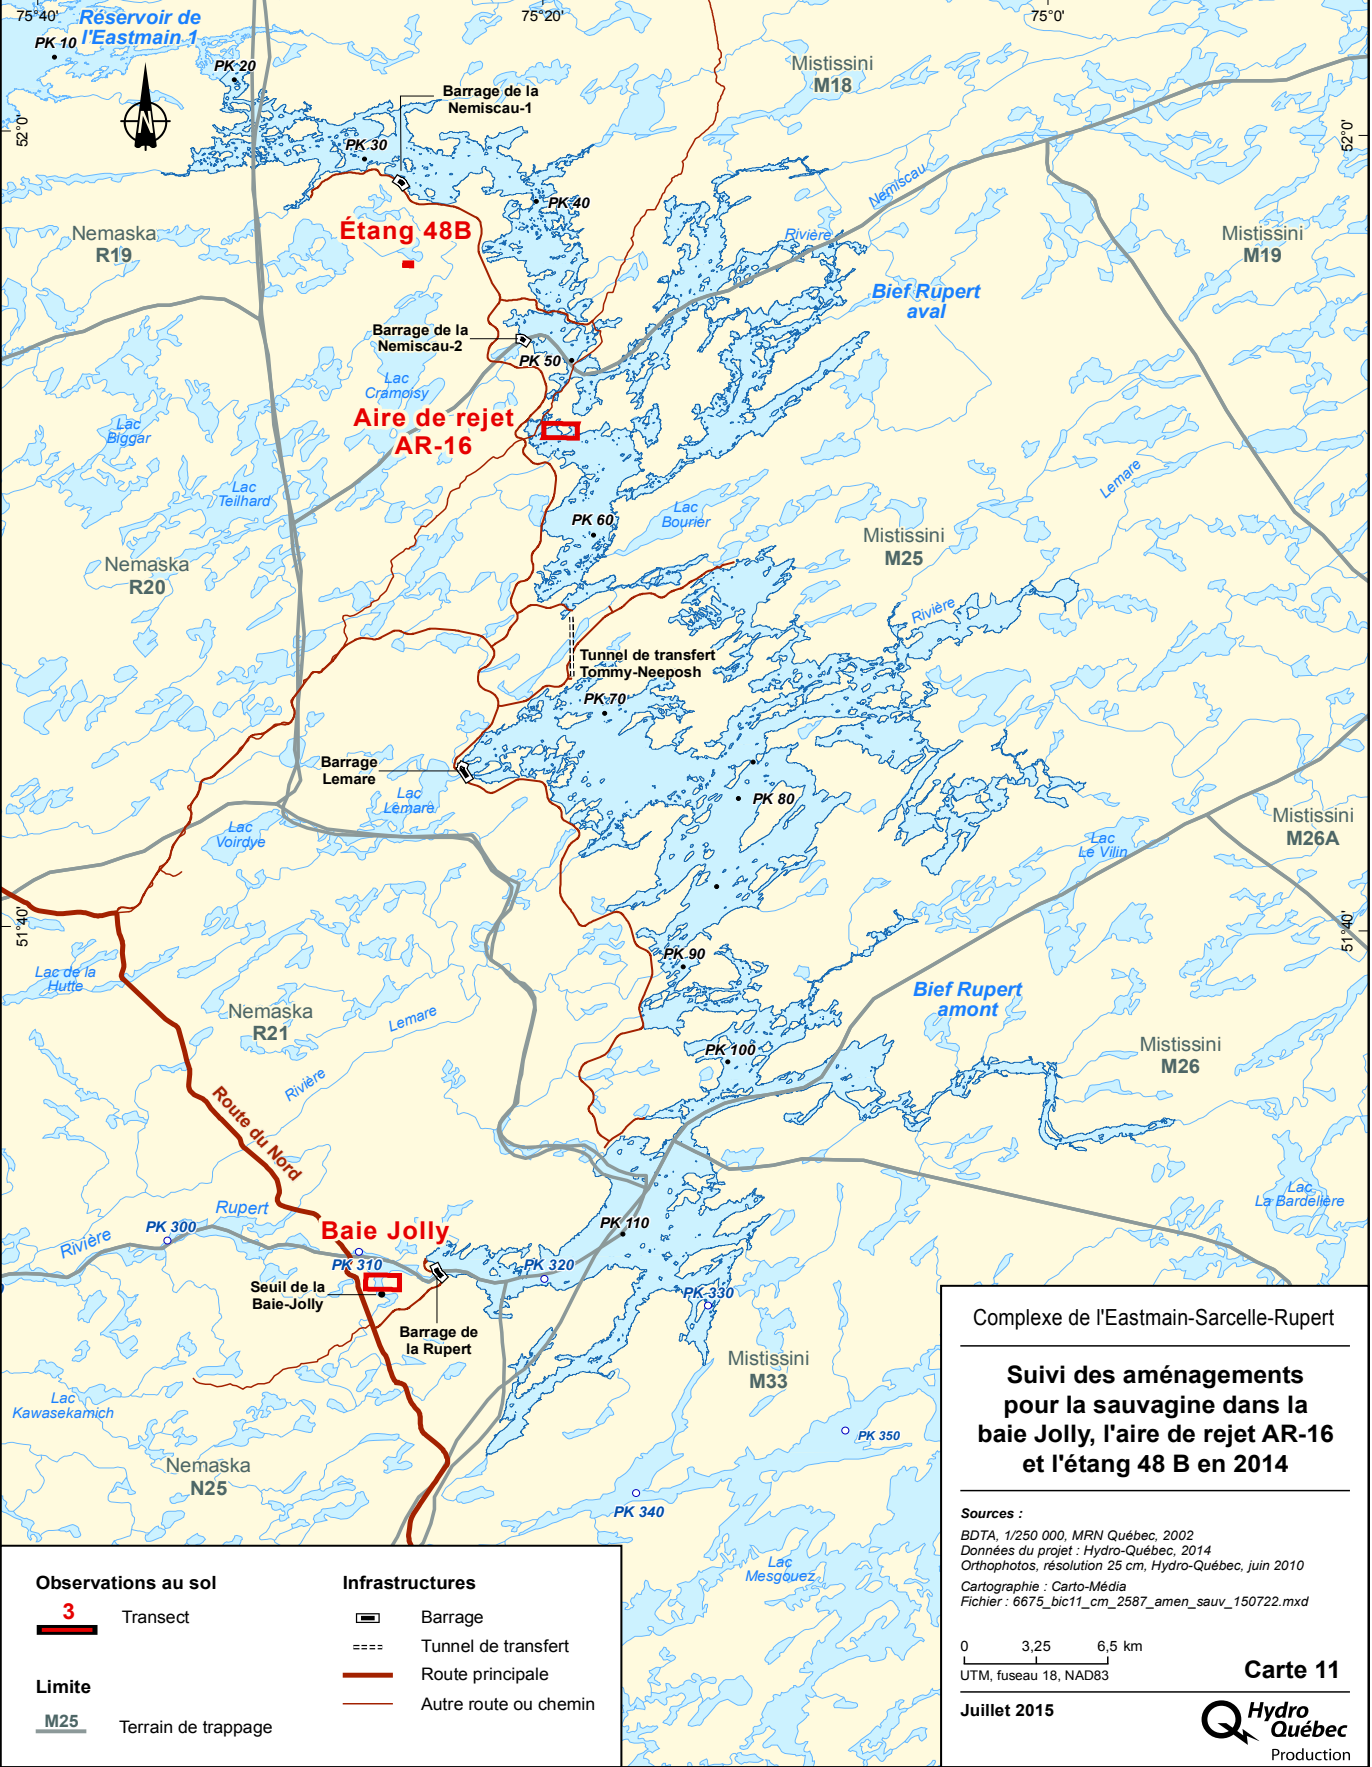 75°40'
75°20'
75°0'
Réservoir de
l'Eastmain 1
PK 10
PK 20
Mistissini
M18
Barrage de la
Nemiscau-1
52°0'
52°0'
N
PK 30
Nemiscau
PK 40
Étang 48B
Nemaska
R19
Rivière
Mistissini
M19
Bief Rupert
aval
Barrage de la
Nemiscau-2
PK 50
Lac
Cramoisy
Aire de rejet
AR-16
Lac
Biggar
Lac
Teilhard
Lemare
Lac
Bourier
PK 60
Mistissini
M25
Nemaska
R20
Rivière
Tunnel de transfert
Tommy-Neeposh
PK 70
Barrage
Lemare
Lac
Lemare
PK 80
Lac
Voirdye
Mistissini
M26A
Lac
Le Vilin
51°40'
51°40'
PK 90
Lac de la
Hutte
Bief Rupert
amont
Nemaska
R21
Lemare
PK 100
Mistissini
M26
Rivière
Route du Nord
Lac
La Bardelière
Rupert
PK 300
Rivière
Baie Jolly
PK 110
PK 310
PK 320
Seuil de la
Baie-Jolly
PK 330
Barrage de
la Rupert
Mistissini
M33
Lac
Kawasekamich
PK 350
Nemaska
N25
PK 340
Lac
Mesgouez
Complexe de l'Eastmain-Sarcelle-Rupert
Suivi des aménagements
pour la sauvagine dans la
baie Jolly, l'aire de rejet AR-16
et l'étang 48 B en 2014
Sources :
BDTA, 1/250 000, MRN Québec, 2002
Données du projet : Hydro-Québec, 2014
Orthophotos, résolution 25 cm, Hydro-Québec, juin 2010
Cartographie : Carto-Média
Fichier : 6675_bic11_cm_2587_amen_sauv_150722.mxd
0 3,25 6,5 km
UTM, fuseau 18, NAD83
Carte 11
Juillet 2015
Hydro
Québec
Production
Observations au sol
3 Transect
Limite
M25 Terrain de trappage
Infrastructures
Barrage
Tunnel de transfert
Route principale
Autre route ou chemin